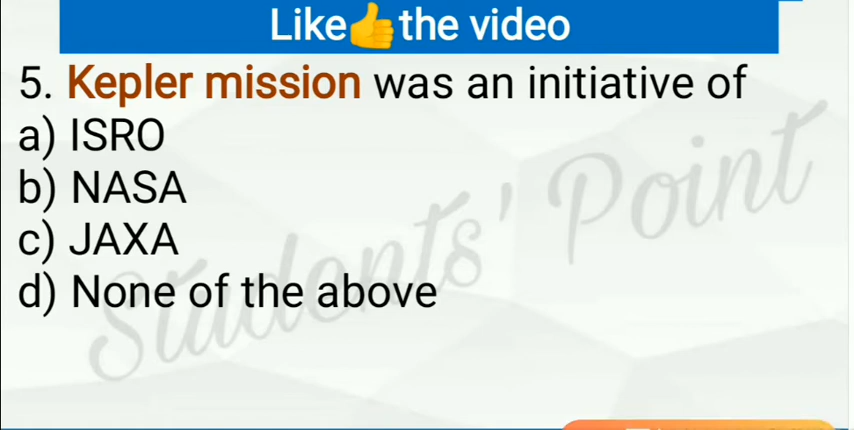 Like👍the video
5. Kepler mission was an initiative of
a) ISRO
b) NASA
c) JAXA
d) None of the above
Students' Point